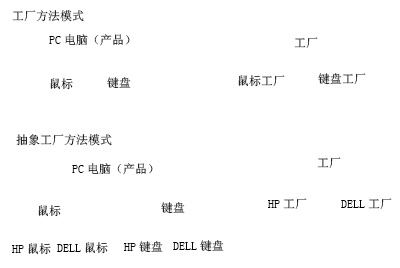 工厂方法模式
PC 电脑（产品） 工厂
鼠标 键盘 鼠标工厂 键盘工厂
抽象工厂方法模式
PC 电脑（产品） 工厂
鼠标 键盘 HP 工厂 DELL 工厂
HP 鼠标 DELL 鼠标 HP 键盘 DELL 键盘